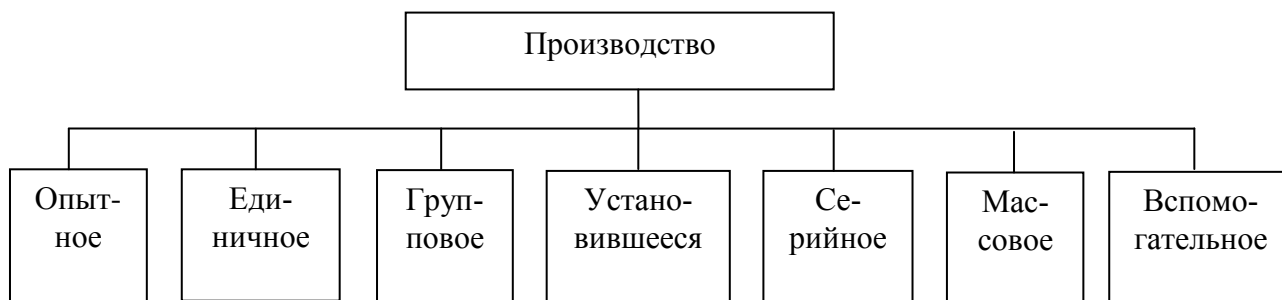 Производство
Опыт-
ное
Еди-
ничное
Груп-
повое
Устано-
вившееся
Се-
рийное
Мас-
совое
Вспомо-
гательное